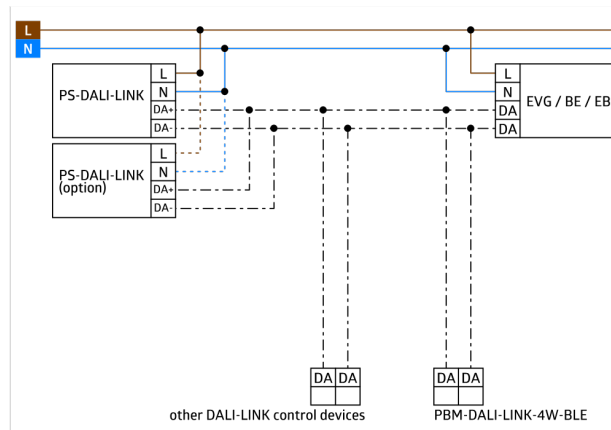 L
N
PS-DALI-LINK
L
N
DA+
DA-
L
N
DA
DA
EVG / BE / EB
PS-DALI-LINK
(option)
L
N
DA+
DA-
DA DA
DA DA
other DALI-LINK control devices
PBM-DALI-LINK-4W-BLE